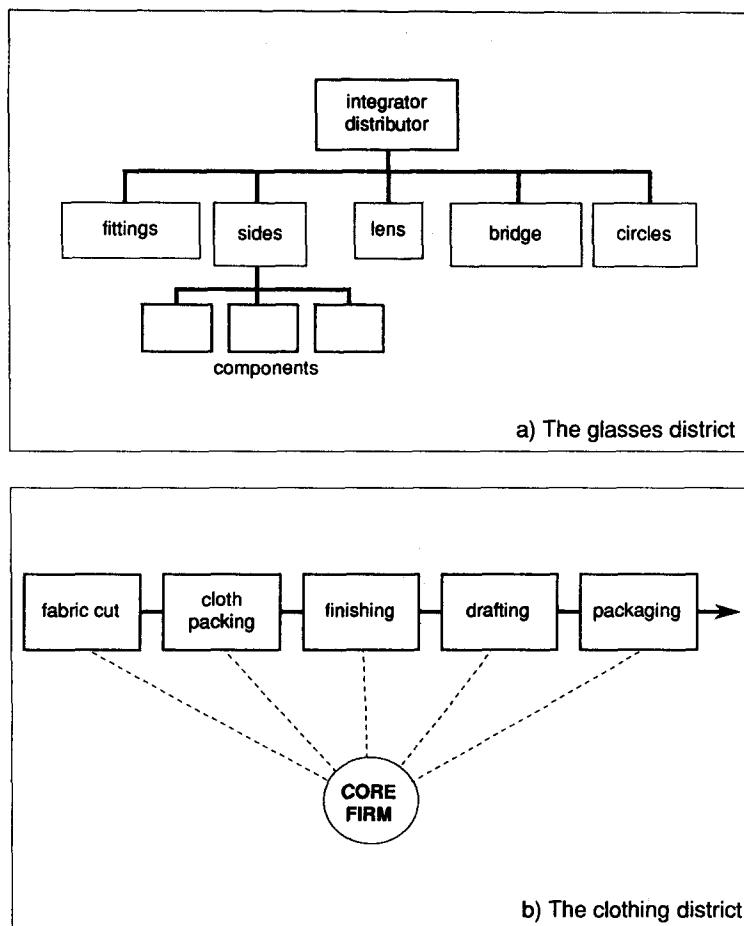 integrator
distributor
fittings
sides
lens
bridge
circles
components
a) The glasses district
fabric cut
cloth
packing
finishing
drafting
packaging
CORE
FIRM
b) The clothing district